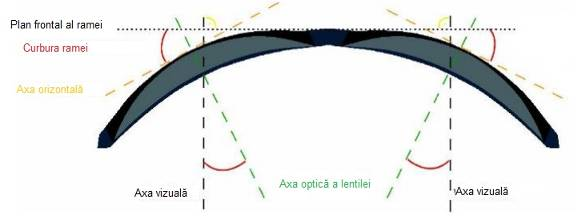 Plan frontal al ramei
Curbura ramei
Axa orizontală
Axa vizuală
Axa optică a lentilei
Axa vizuală